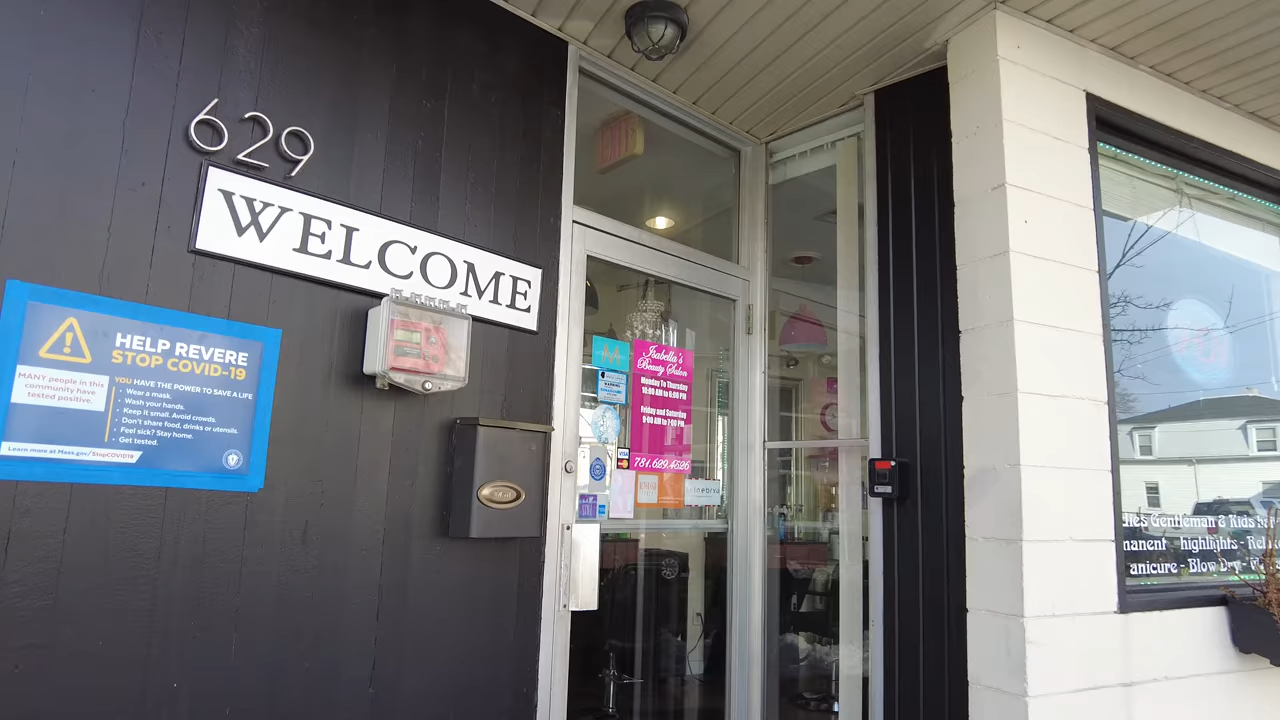 629
WELCOME
HELP REVERE
STOP COVID-19
MANY people in this
community have
tested positive.
YOU HAVE THE POWER TO SAVE A LIFE
• Wear a mask.
• Wash your hands.
• Keep it small. Avoid crowds.
• Don't share food, drinks or utensils.
• Feel sick? Stay home.
• Get tested.
Learn more at Mass.gov/StopCOVID19
EXIT
Isabella's
Beauty Salon
Monday To Thursday
10:00 AM to 6:00 PM
Friday and Saturday
9:00 AM to 7:00 PM
781.629.4626
VISA
WARNING
Gentleman & Kids
highlights -
- Blow Dry -